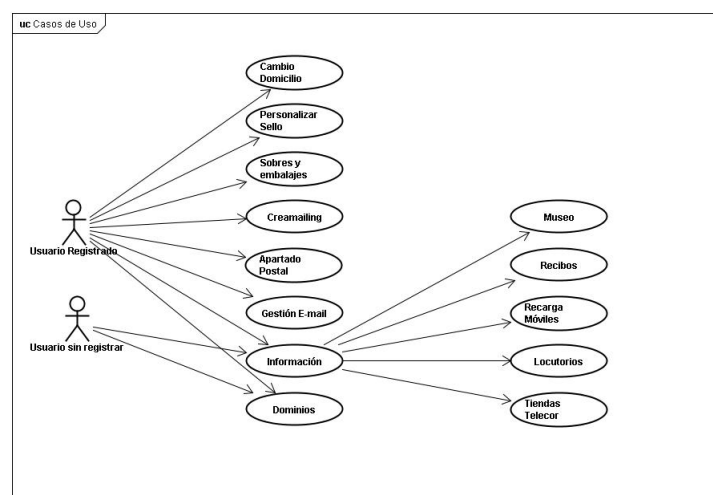 uc Casos de Uso
Cambio
Domicilio
Personalizar
Sello
Sobres y
embalajes
Creamailing
Museo
Usuario Registrado
Apartado
Postal
Recibos
Gestión E-mail
Recarga
Móviles
Usuario sin registrar
Información
Locutorios
Dominios
Tiendas
Telecor